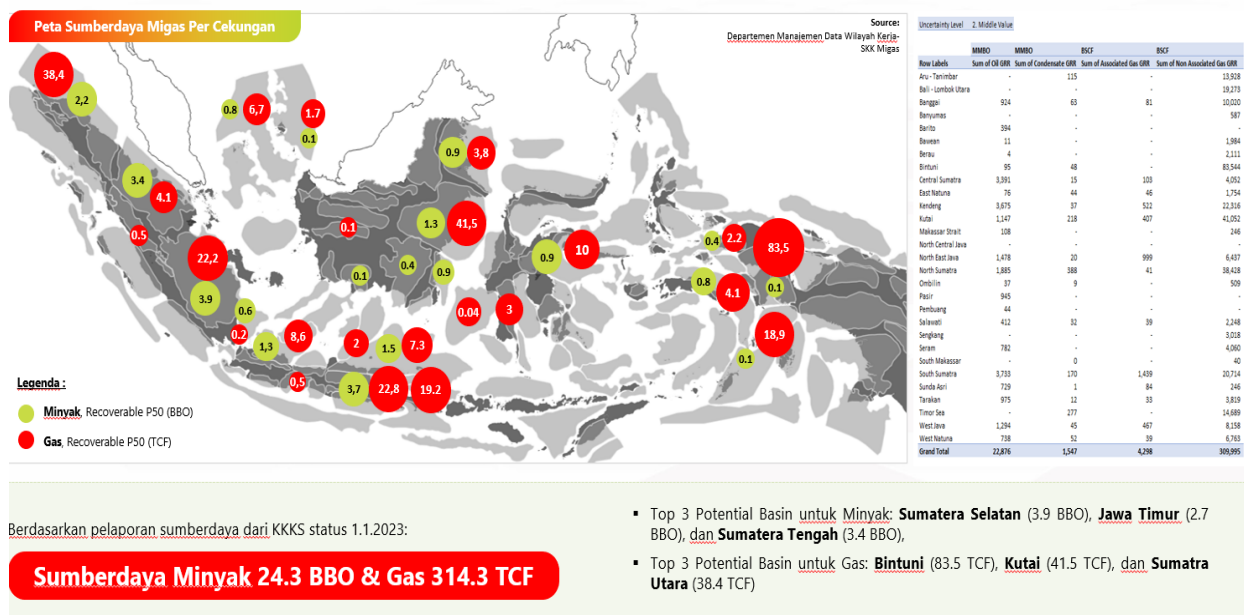 Peta Sumberdaya Migas Per Cekungan
Source:
Departemen Manajemen Data Wilayah Kerja-
SKK Migas
38,4
2,2
0.8
6,7
1.7
0.1
0.9
3,8
3.4
4.1
0.5
0.1
1.3
41,5
22,2
3.9
0.6
0.1
0.4
0.9
0.9
10
0.4
2.2
83,5
0.8
4.1
0.1
0.04
3
0.2
1,3
8,6
2
1.5
7.3
18,9
0.1
0,5
3,7
22,8
19.2
Legenda :
Minyak, Recoverable P50 (BBO)
Gas, Recoverable P50 (TCF)
Uncertainty Level 2. Middle Value
MMBO MMBO BSCF BSCF
Row Labels Sum of Oil GRR Sum of Condensate GRR Sum of Associated Gas GRR Sum of Non Associated Gas GRR
Aru - Tanimbar - 115 - 13,928
Bali - Lombok Utara - - - 19,273
Banggai 924 63 81 10,020
Banyumas - - - 587
Barito 394 - - -
Bawean 11 - - 1,984
Berau 4 - - 2,111
Bintuni 95 48 - 83,544
Central Sumatra 3,391 15 103 4,052
East Natuna 76 44 46 1,754
Kendeng 3,675 37 522 22,316
Kutai 1,147 218 407 41,052
Makassar Strait 108 - - 246
North Central Java - - - -
North East Java 1,478 20 999 6,437
North Sumatra 1,885 388 41 38,428
Ombilin 37 9 - 509
Pasir 945 - - -
Pembuang 44 - - -
Salawati 412 32 39 2,248
Sengkang - - - 3,018
Seram 782 - - 4,060
South Makassar - 0 - 40
South Sumatra 3,733 170 1,439 20,714
Sunda Asri 729 1 84 246
Tarakan 975 12 33 3,819
Timor Sea - 277 - 14,689
West Java 1,294 45 467 8,158
West Natuna 738 52 39 6,763
Grand Total 22,876 1,547 4,298 309,995
Berdasarkan pelaporan sumberdaya dari KKKS status 1.1.2023:
Sumberdaya Minyak 24.3 BBO & Gas 314.3 TCF
▪ Top 3 Potential Basin untuk Minyak: Sumatera Selatan (3.9 BBO), Jawa Timur (2.7
BBO), dan Sumatera Tengah (3.4 BBO),
▪ Top 3 Potential Basin untuk Gas: Bintuni (83.5 TCF), Kutai (41.5 TCF), dan Sumatra
Utara (38.4 TCF)